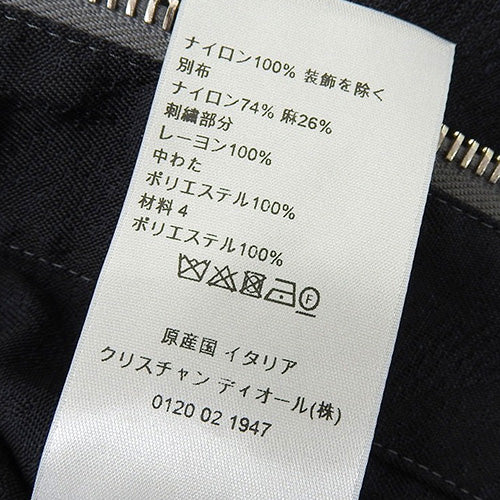 ナイロン100% 装飾を除く
別布
ナイロン74% 麻26%
刺繍部分
レーヨン100%
中わた
ポリエステル100%
材料 4
ポリエステル100%
F
原産国 イタリア
クリスチャン ディオール(株)
0120 02 1947